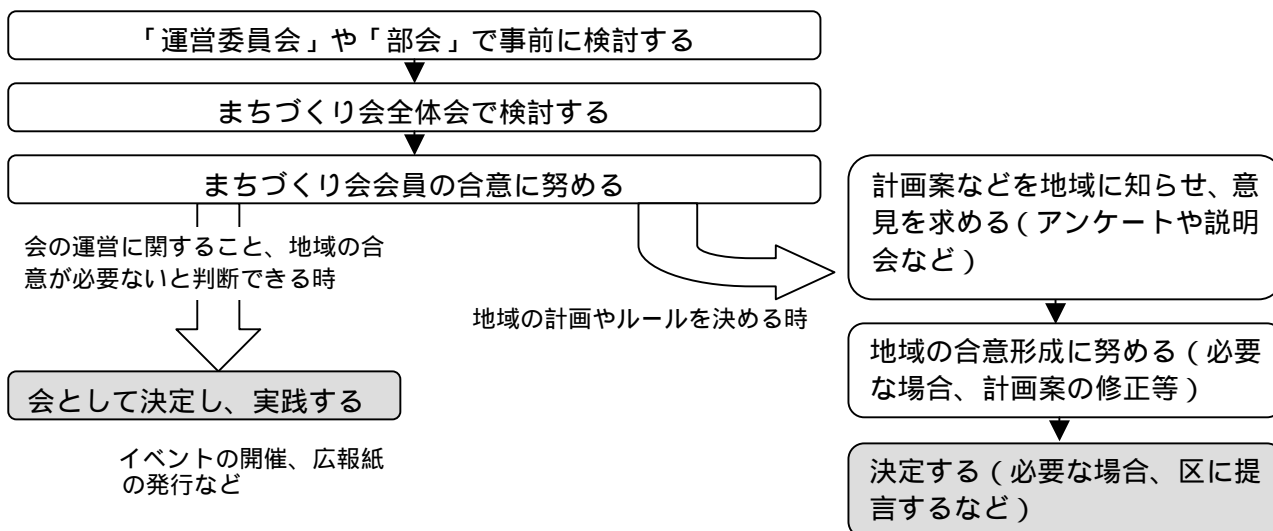 「運営委員会」や「部会」で事前に検討する
まちづくり会全体会で検討する
まちづくり会会員の合意に努める
会の運営に関すること、地域の合
意が必要ないと判断できる時
会として決定し、実践する
イベントの開催、広報紙
の発行など
地域の計画やルールを決める時
計画案などを地域に知らせ、意
見を求める（アンケートや説明
会など）
地域の合意形成に努める（必要
な場合、計画案の修正等）
決定する（必要な場合、区に提
言するなど）